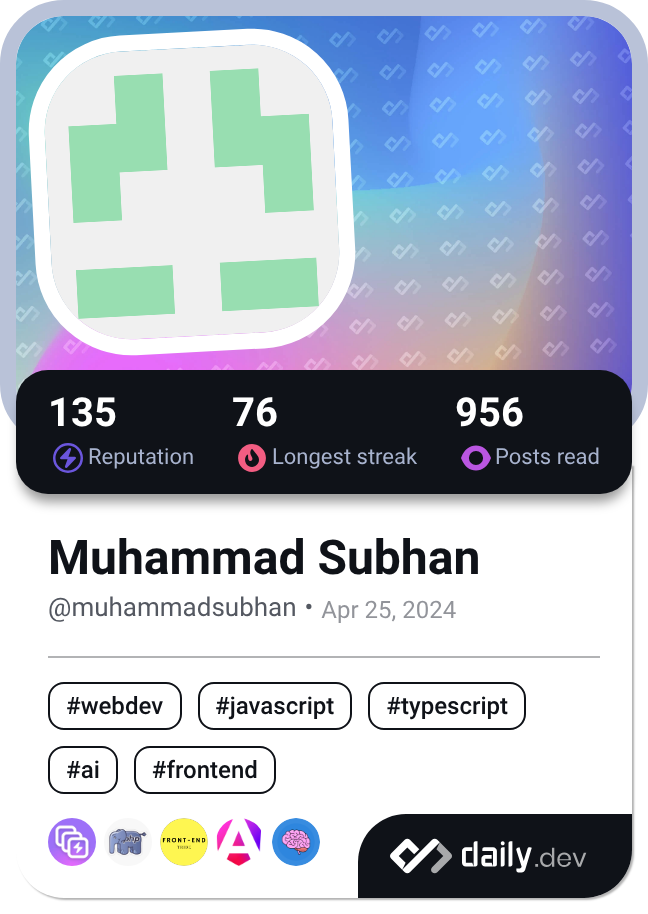 135 76 956
Reputation Longest streak Posts read
Muhammad Subhan
@muhammadsubhan • Apr 25, 2024
#webdev #javascript #typescript
#ai #frontend
php FRONT-END
daily.dev